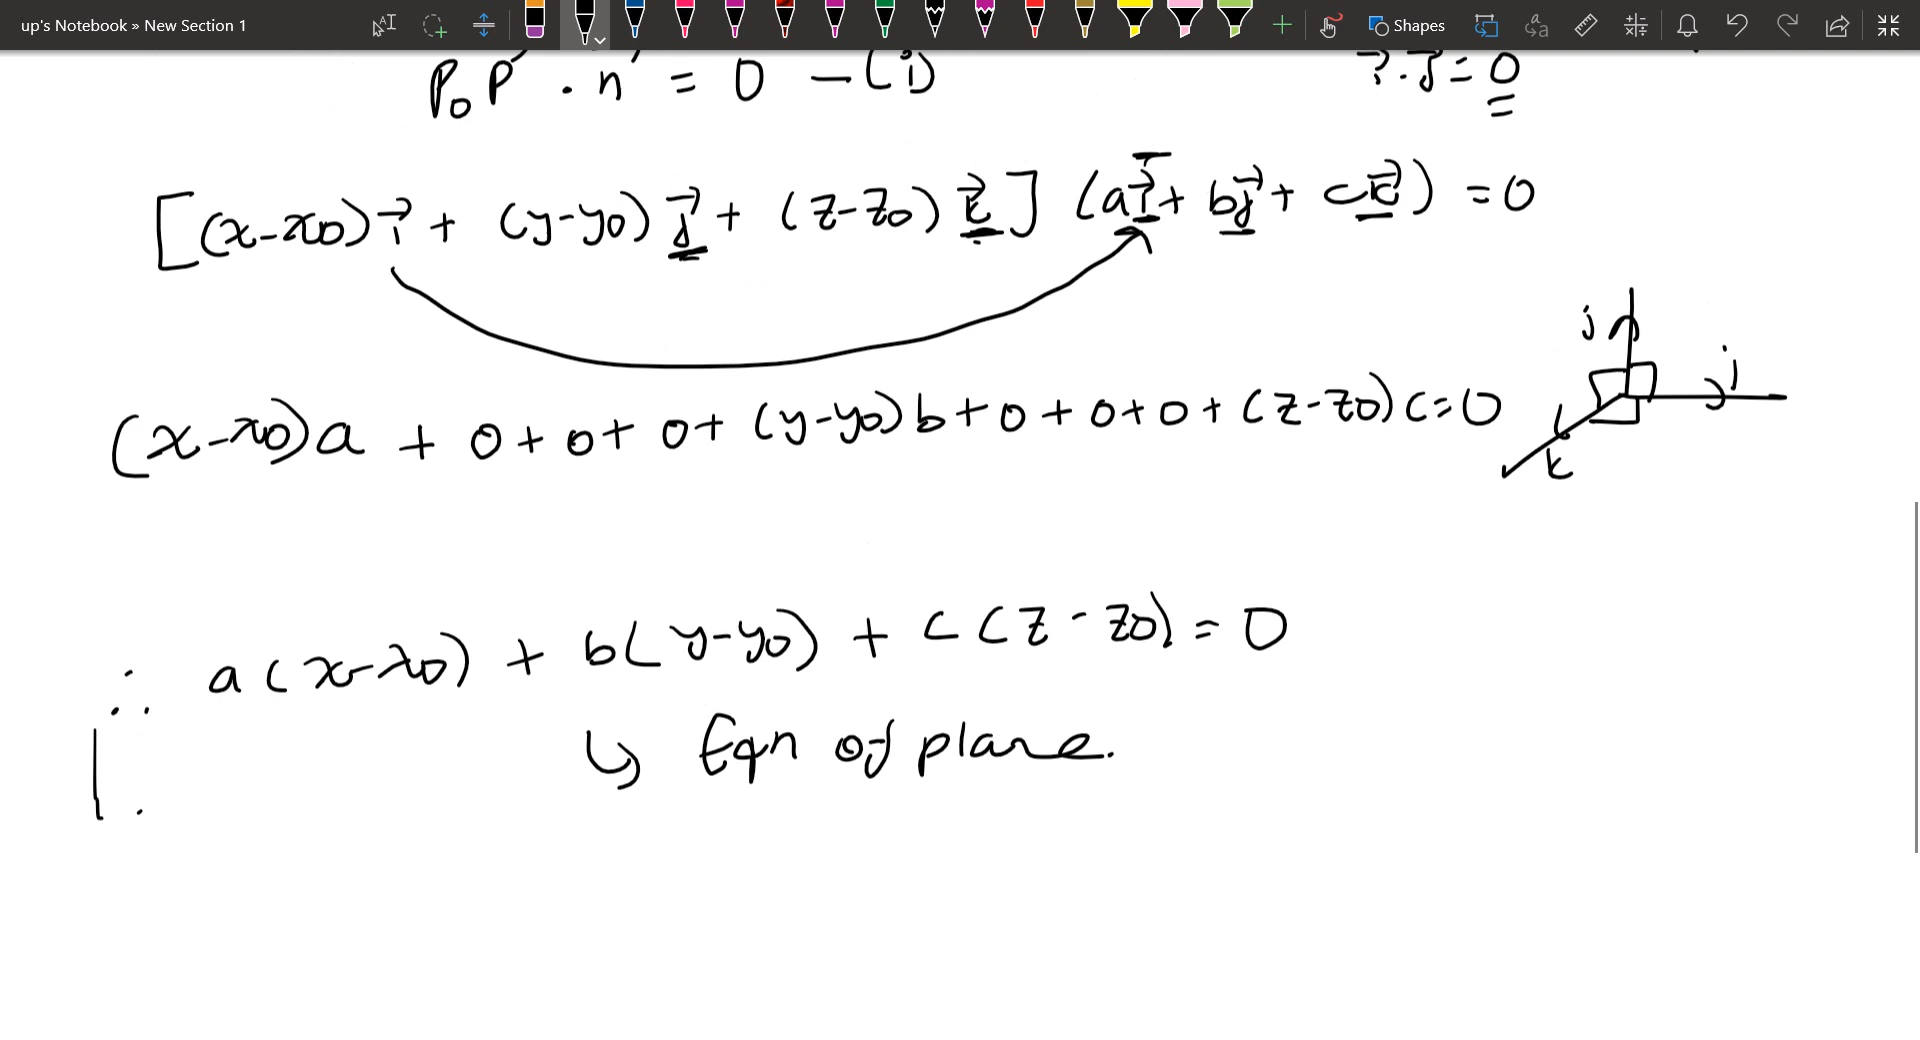 up's Notebook » New Section 1
Shapes
P₀P⃗ . n⃗ = 0 — (i)
i⃗ . j⃗ = 0
[(x-x₀) i⃗ + (y-y₀) j⃗ + (z-z₀) k⃗ ] (a i⃗ + b j⃗ + c k⃗) = 0
j
j
k
(x-x₀)a + 0 + 0 + 0 + (y-y₀)b + 0 + 0 + 0 + (z-z₀)c = 0
∴ a(x-x₀) + b(y-y₀) + c(z-z₀) = 0
↳ Eqn of plane.